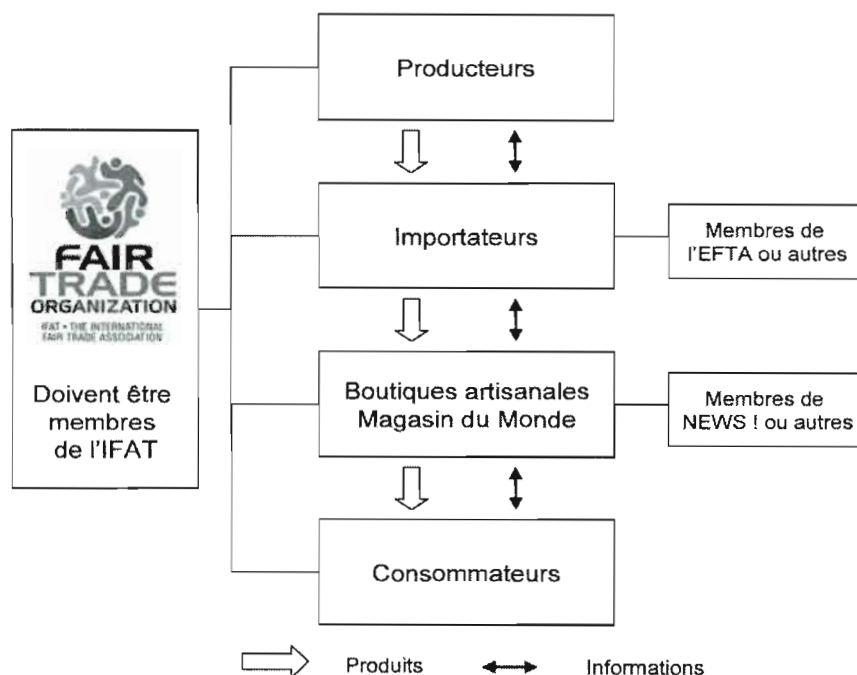 Producteurs
Importateurs
Membres de
l'EFTA ou autres
FAIR
TRADE
ORGANIZATION
IFAT • THE INTERNATIONAL
FAIR TRADE ASSOCIATION
Doivent être
membres
de l'IFAT
Boutiques artisanales
Magasin du Monde
Membres de
NEWS ! ou autres
Consommateurs
Produits
Informations